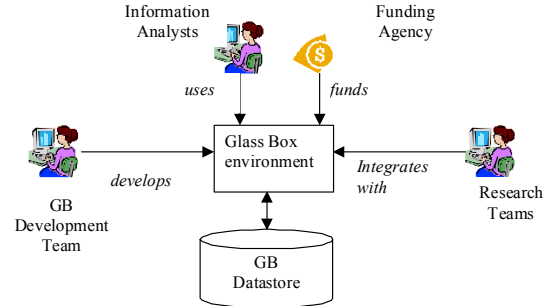 Information
Analysts
Funding
Agency
$
uses
funds
Glass Box
environment
develops
Integrates
with
GB
Development
Team
Research
Teams
GB
Datastore